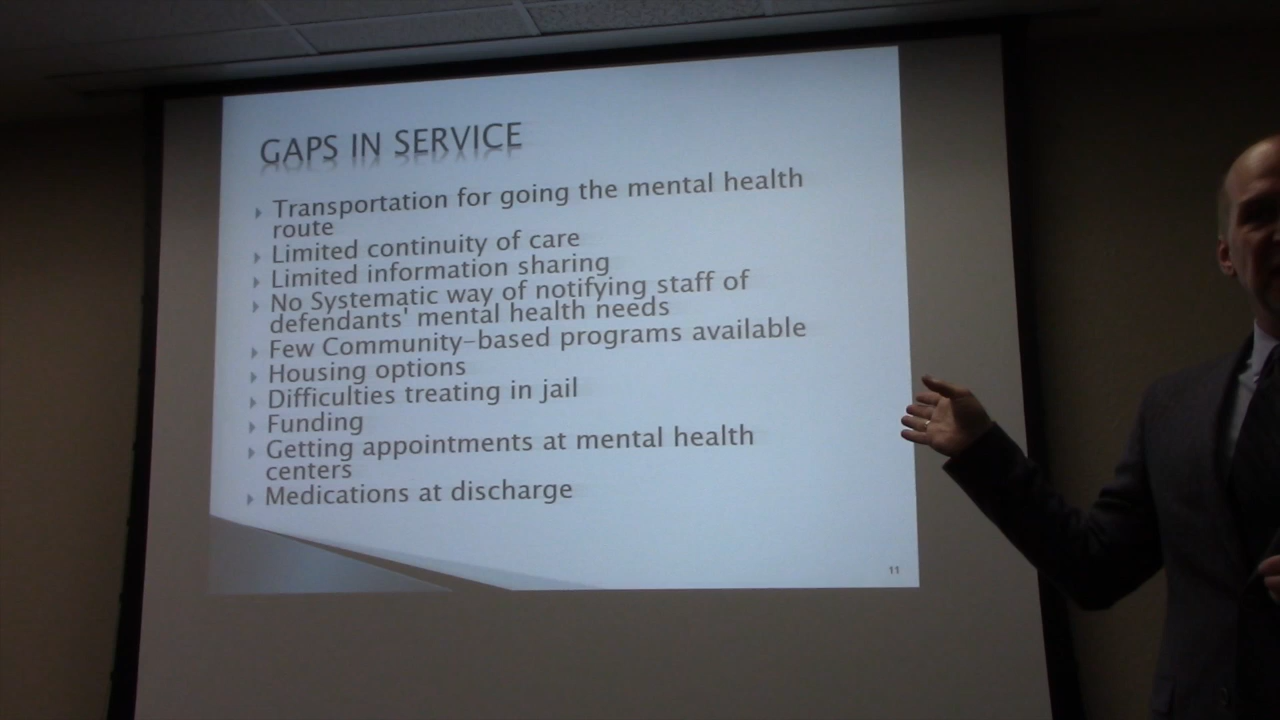 GAPS IN SERVICE
Transportation for going the mental health
route
Limited continuity of care
Limited information sharing
No Systematic way of notifying staff of
defendants' mental health needs
Few Community-based programs available
Housing options
Difficulties treating in jail
Funding
Getting appointments at mental health
centers
Medications at discharge
11